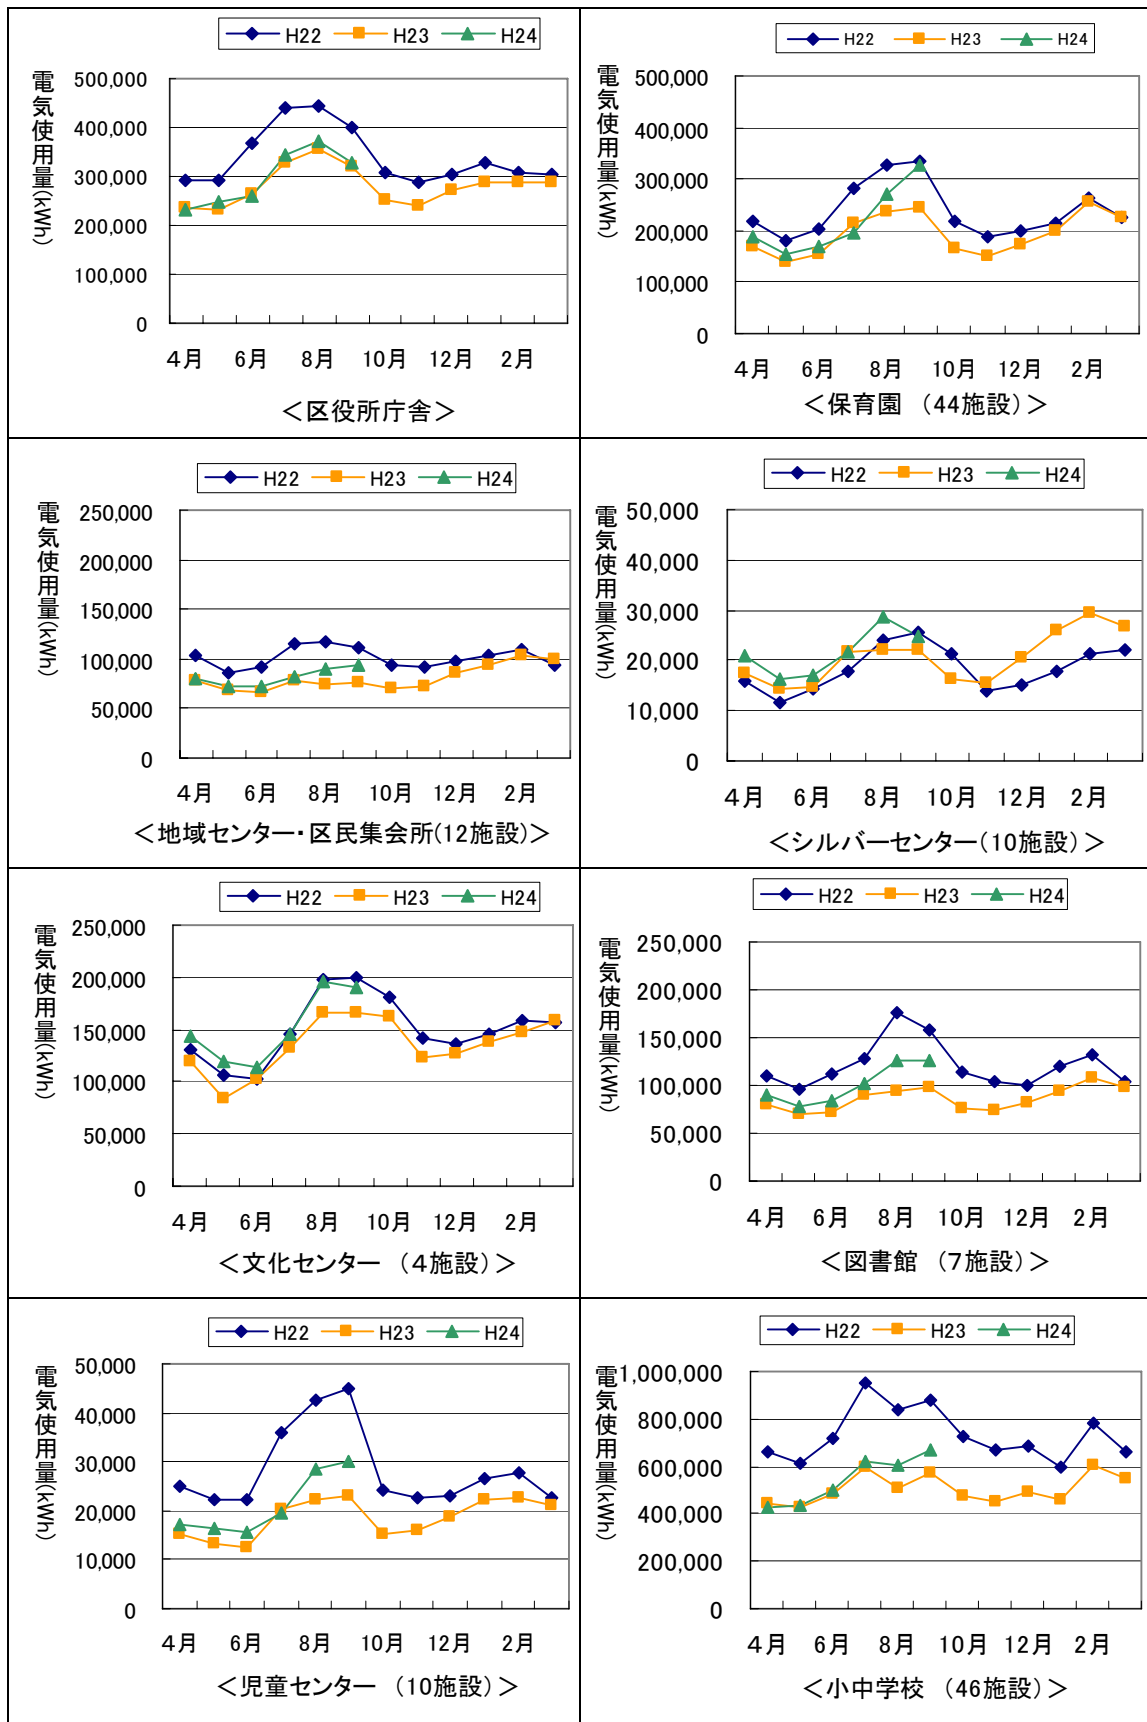 H22 H23 H24
電気使用量(kWh)
500,000
400,000
300,000
200,000
100,000
0
4月 6月 8月 10月 12月 2月
＜区役所庁舎＞
H22 H23 H24
電気使用量(kWh)
500,000
400,000
300,000
200,000
100,000
0
4月 6月 8月 10月 12月 2月
＜保育園 （44施設）＞
H22 H23 H24
電気使用量(kWh)
250,000
200,000
150,000
100,000
50,000
0
4月 6月 8月 10月 12月 2月
＜地域センター・区民集会所(12施設)＞
H22 H23 H24
電気使用量(kWh)
50,000
40,000
30,000
20,000
10,000
0
4月 6月 8月 10月 12月 2月
＜シルバーセンター（10施設）＞
H22 H23 H24
電気使用量(kWh)
250,000
200,000
150,000
100,000
50,000
0
4月 6月 8月 10月 12月 2月
＜文化センター （4施設）＞
H22 H23 H24
電気使用量(kWh)
250,000
200,000
150,000
100,000
50,000
0
4月 6月 8月 10月 12月 2月
＜図書館 （7施設）＞
H22 H23 H24
電気使用量(kWh)
50,000
40,000
30,000
20,000
10,000
0
4月 6月 8月 10月 12月 2月
＜児童センター （10施設）＞
H22 H23 H24
電気使用量(kWh)
1,000,000
800,000
600,000
400,000
200,000
0
4月 6月 8月 10月 12月 2月
＜小中学校 （46施設）＞